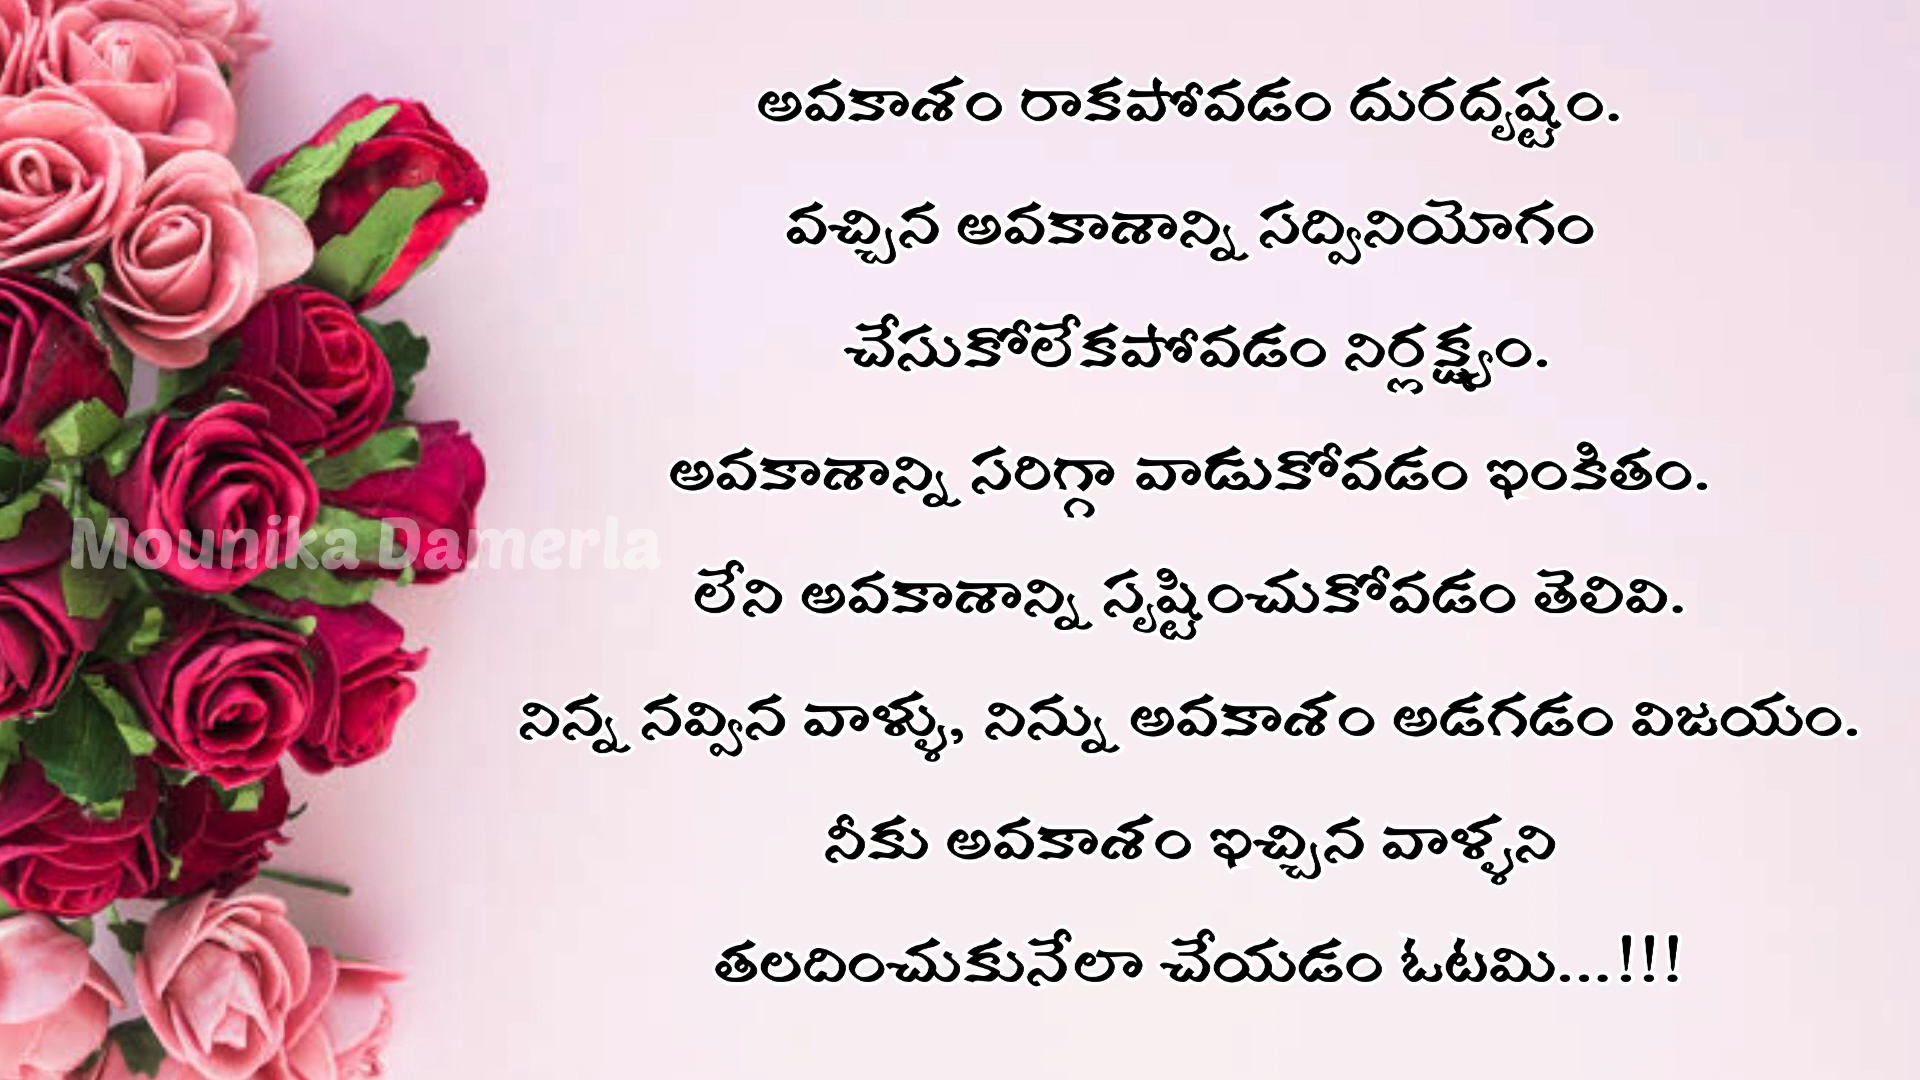 అవకాశం రాకపోవడం దురదృష్టం.
వచ్చిన అవకాశాన్ని సద్వినియోగం
చేసుకోలేకపోవడం నిర్లక్ష్యం.
అవకాశాన్ని సరిగ్గా వాడుకోవడం ఇంకితం.
Mounika Damerla
లేని అవకాశాన్ని సృష్టించుకోవడం తెలివి.
నిన్న నవ్విన వాళ్ళు, నిన్ను అవకాశం అడగడం విజయం.
నీకు అవకాశం ఇచ్చిన వాళ్ళని
తలదించుకునేలా చేయడం ఓటమి...!!!